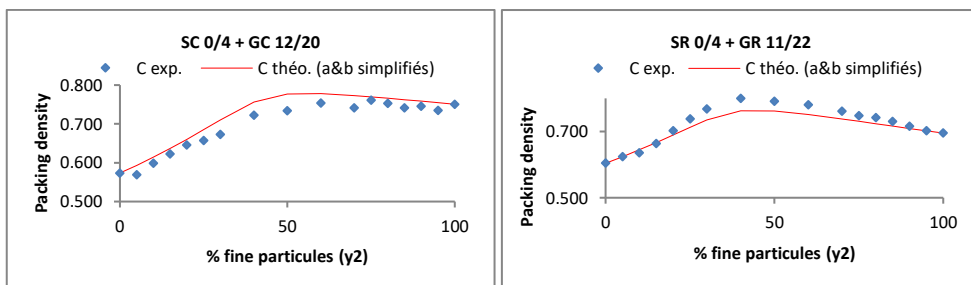 SC 0/4 + GC 12/20
C exp. C théo. (a&b simplifiés)
0.800
0.700
0.600
0.500
0 50 100
Packing density
% fine particules (y2)
SR 0/4 + GR 11/22
C exp. C théo. (a&b simplifiés)
0.700
0.500
0 50 100
Packing density
% fine particules (y2)